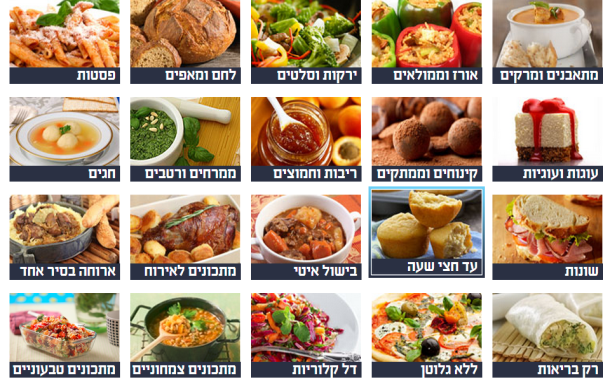 מתאבנים ומרקים
אורז וממולאים
ירקות וסלטים
לחם ומאפים
פסטות
עוגות ועוגיות
קינוחים וממתקים
ריבות וחמוצים
ממרחים ורטבים
חגים
שונות
עד חצי שעה
בישול איטי
מתכונים לאירוח
ארוחה בסיר אחד
רק בריאות
ללא גלוטן
דל קלוריות
מתכונים צמחוניים
מתכונים טבעוניים